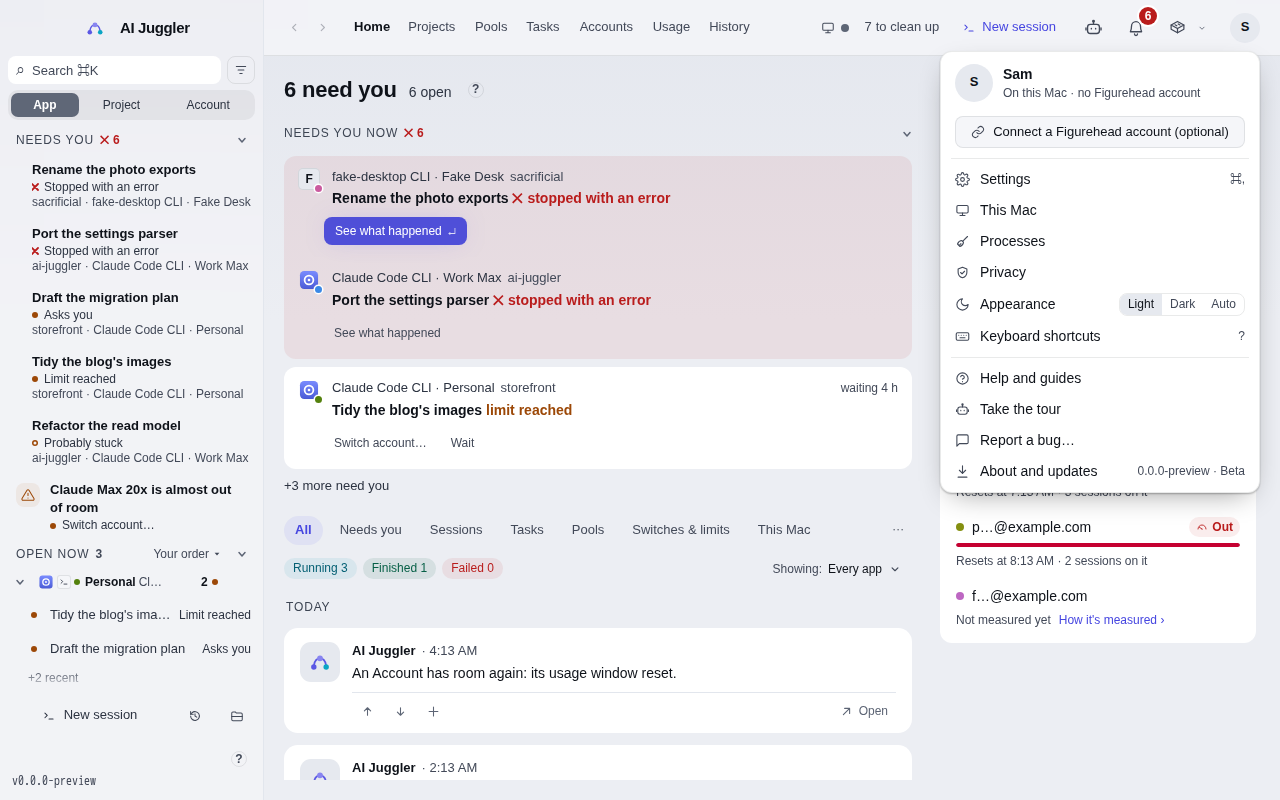 AI Juggler
Search ⌘K
App Project Account
NEEDS YOU 6
Rename the photo exports
Stopped with an error
sacrificial · fake-desktop CLI · Fake Desk
Port the settings parser
Stopped with an error
ai-juggler · Claude Code CLI · Work Max
Draft the migration plan
Asks you
storefront · Claude Code CLI · Personal
Tidy the blog's images
Limit reached
storefront · Claude Code CLI · Personal
Refactor the read model
Probably stuck
ai-juggler · Claude Code CLI · Work Max
Claude Max 20x is almost out
of room
Switch account…
OPEN NOW 3 Your order
Personal Cl… 2
Tidy the blog's ima… Limit reached
Draft the migration plan Asks you
+2 recent
New session
?
v0.0.0-preview
Home Projects Pools Tasks Accounts Usage History
7 to clean up New session 6 S
6 need you 6 open ?
NEEDS YOU NOW 6
F fake-desktop CLI · Fake Desk sacrificial
Rename the photo exports stopped with an error
See what happened
Claude Code CLI · Work Max ai-juggler
Port the settings parser stopped with an error
See what happened
Claude Code CLI · Personal storefront waiting 4 h
Tidy the blog's images limit reached
Switch account… Wait
+3 more need you
All Needs you Sessions Tasks Pools Switches & limits This Mac ···
Running 3 Finished 1 Failed 0 Showing: Every app
TODAY
AI Juggler · 4:13 AM
An Account has room again: its usage window reset.
Open
AI Juggler · 2:13 AM
S Sam
On this Mac · no Figurehead account
Connect a Figurehead account (optional)
Settings ⌘,
This Mac
Processes
Privacy
Appearance Light Dark Auto
Keyboard shortcuts ?
Help and guides
Take the tour
Report a bug…
About and updates 0.0.0-preview · Beta
p…@example.com Out
Resets at 8:13 AM · 2 sessions on it
f…@example.com
Not measured yet How it's measured ›